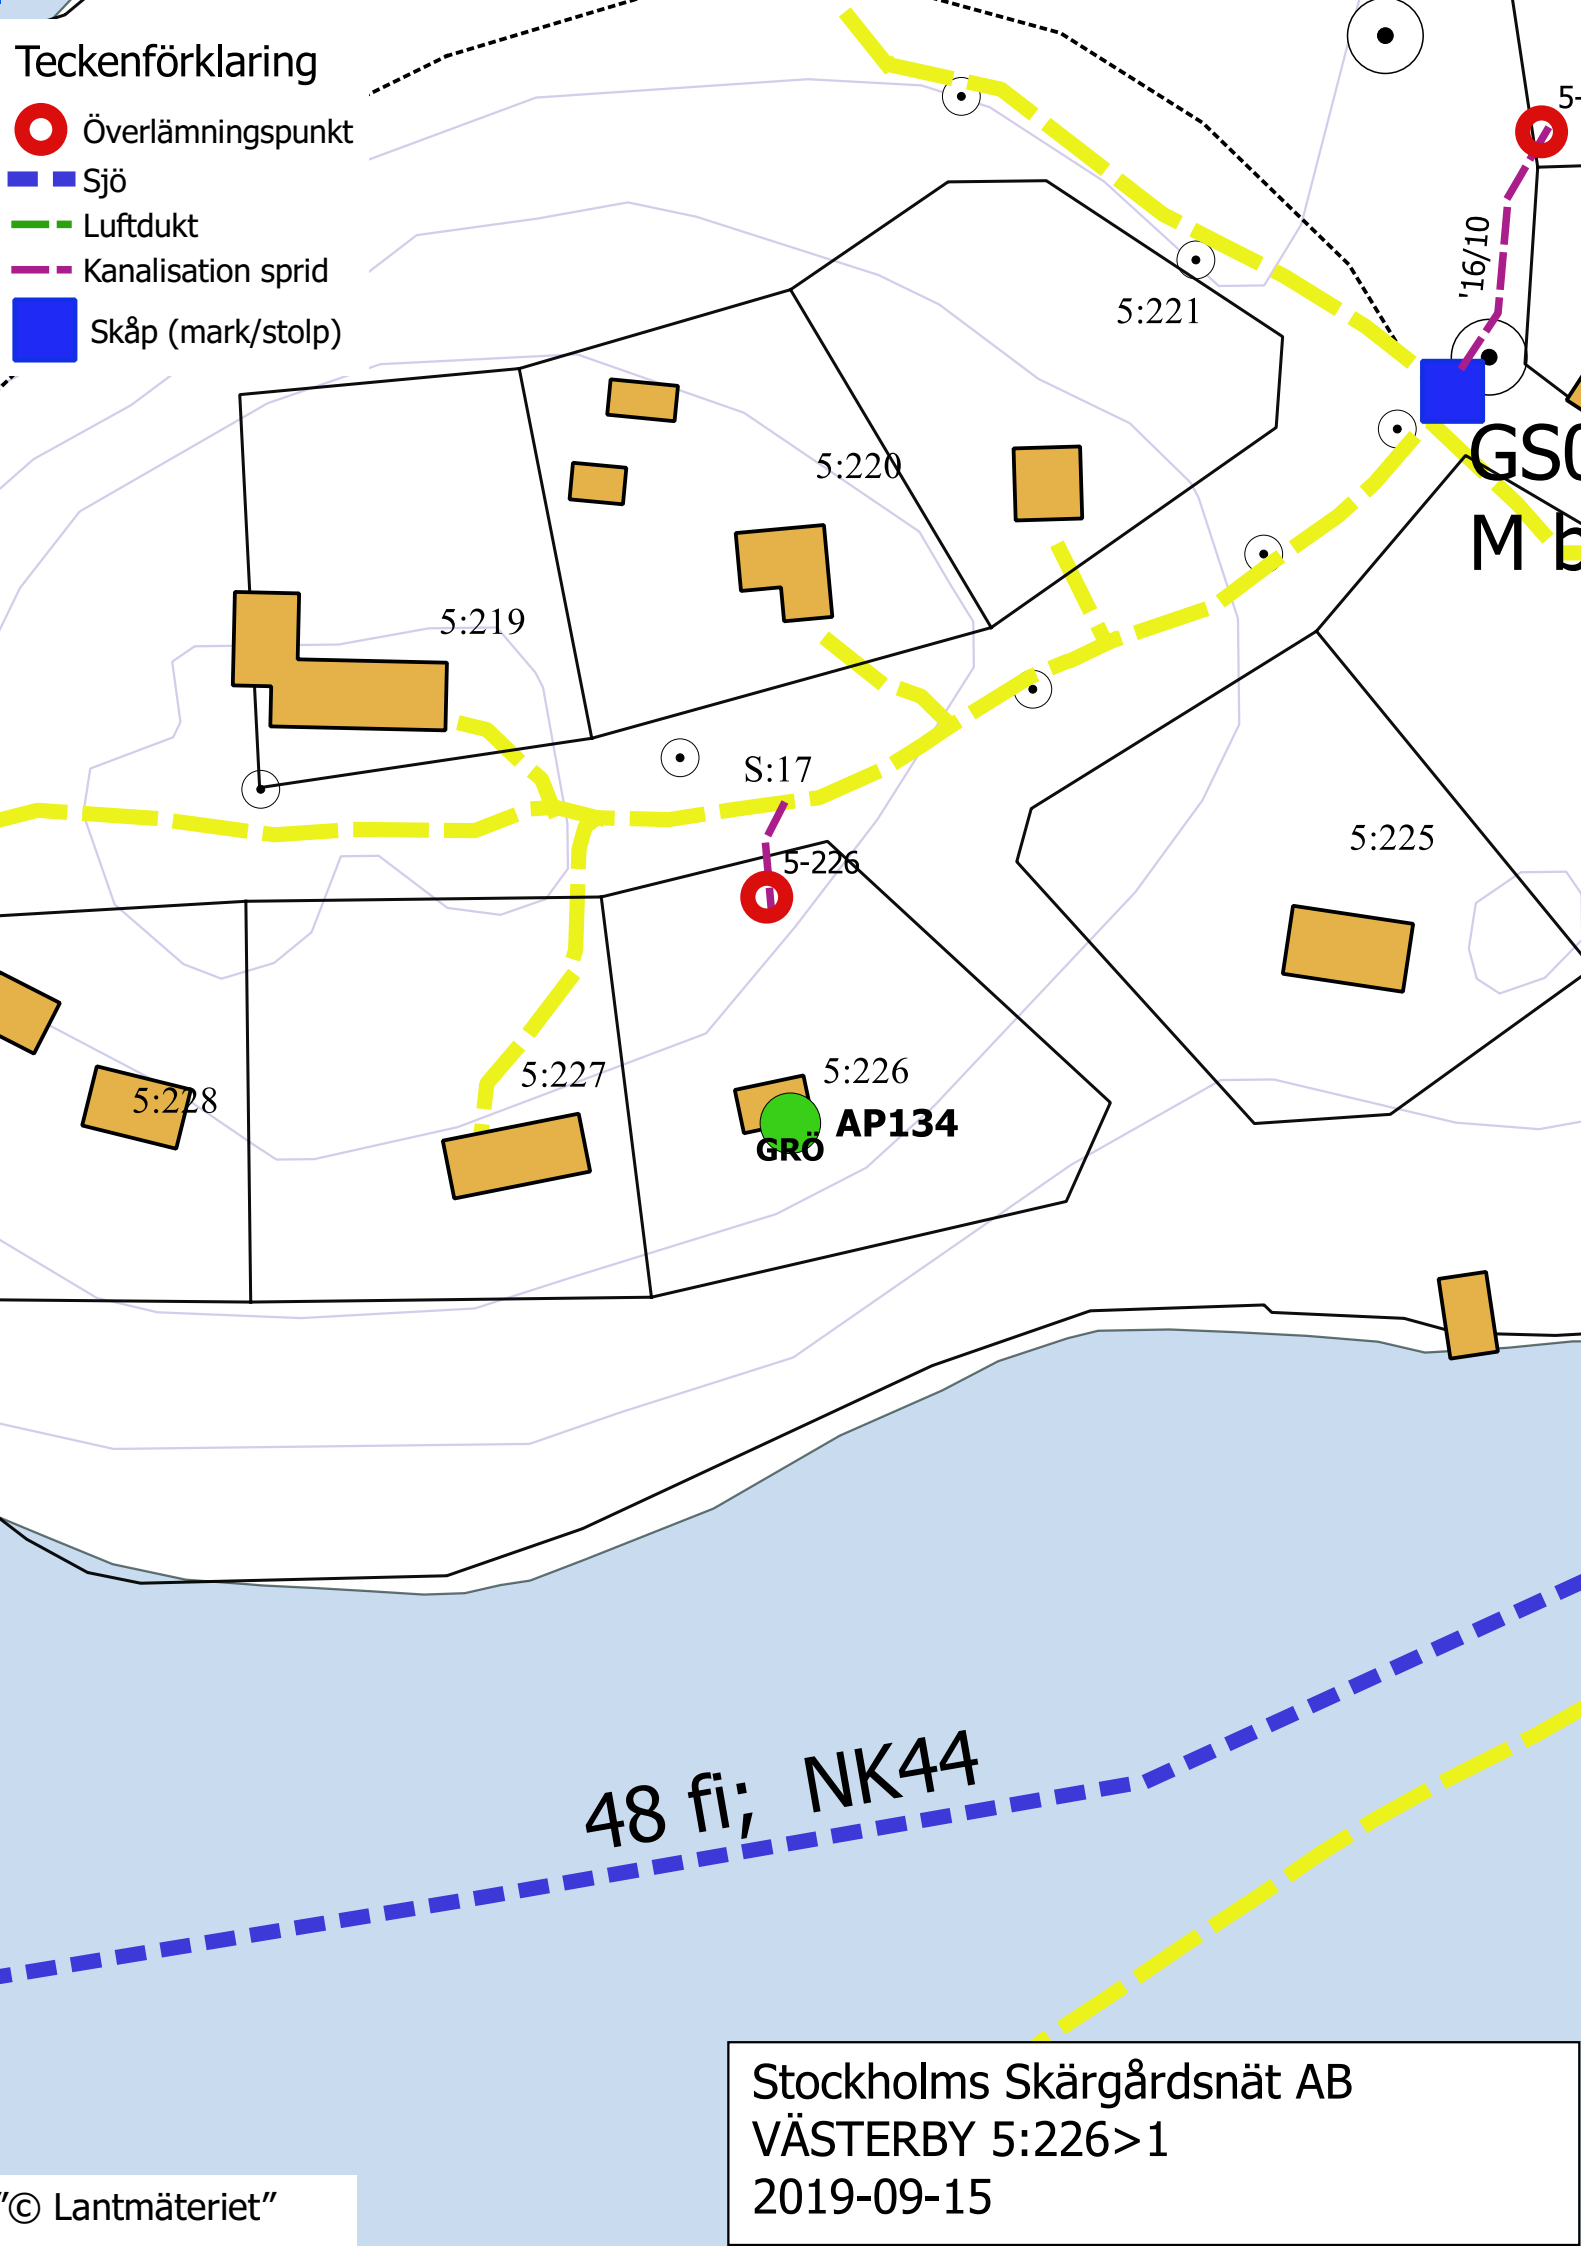 Teckenförklaring
Överlämningspunkt
Sjö
Luftdukt
Kanalisation sprid
Skåp (mark/stolp)
5-
'16/10
5:221
GS0
5:220
M b
5:219
S:17
5:225
5-226
5:226
5:227
5:228
AP134
GRÖ
48 fi; NK44
Stockholms Skärgårdsnät AB
VÄSTERBY 5:226>1
2019-09-15
"© Lantmäteriet"